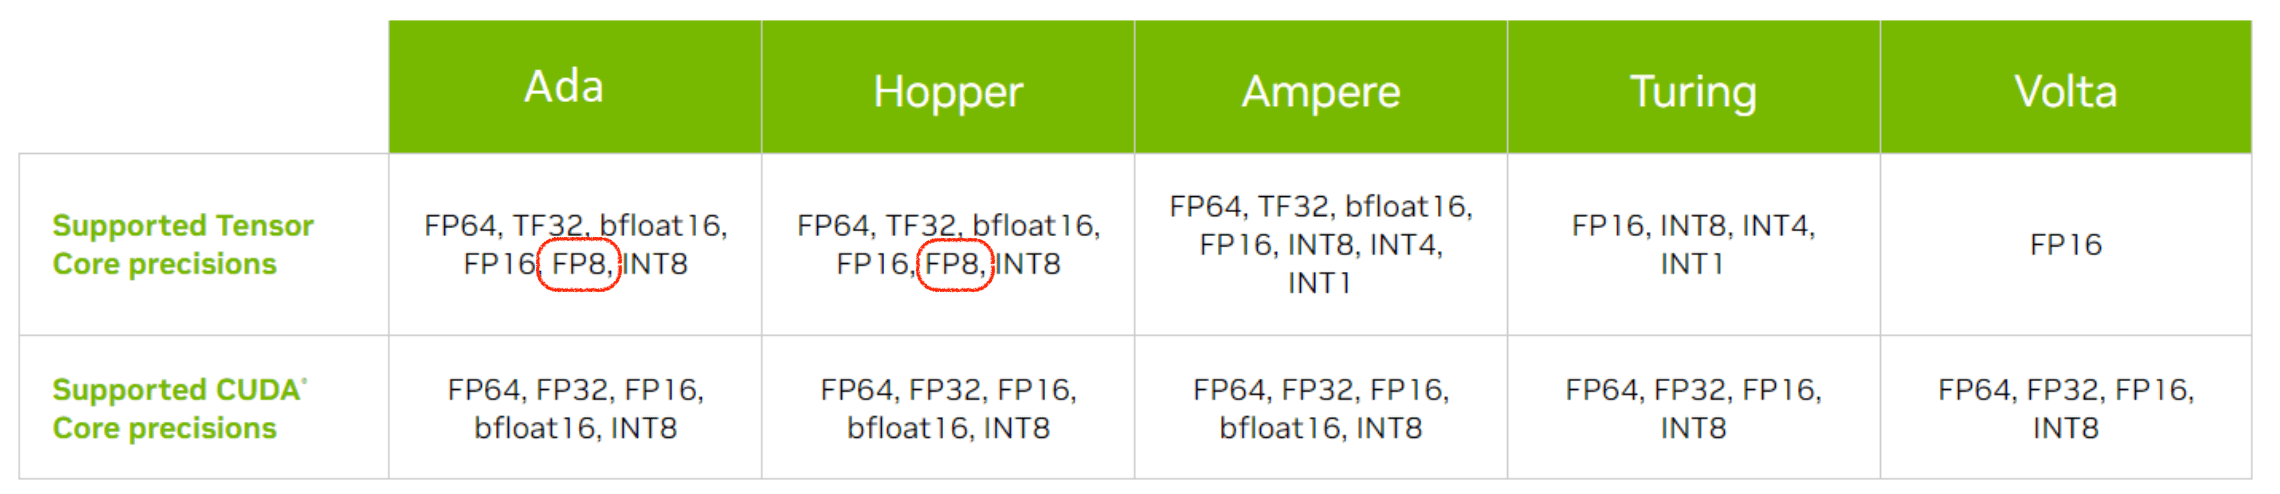 Ada
Hopper
Ampere
Turing
Volta
Supported Tensor
Core precisions
FP64, TF32, bfloat16,
FP16, FP8, INT8
FP64, TF32, bfloat16,
FP16, FP8, INT8
FP64, TF32, bfloat16,
FP16, INT8, INT4,
INT1
FP16, INT8, INT4,
INT1
FP16
Supported CUDA®
Core precisions
FP64, FP32, FP16,
bfloat16, INT8
FP64, FP32, FP16,
bfloat16, INT8
FP64, FP32, FP16,
bfloat16, INT8
FP64, FP32, FP16,
INT8
FP64, FP32, FP16,
INT8